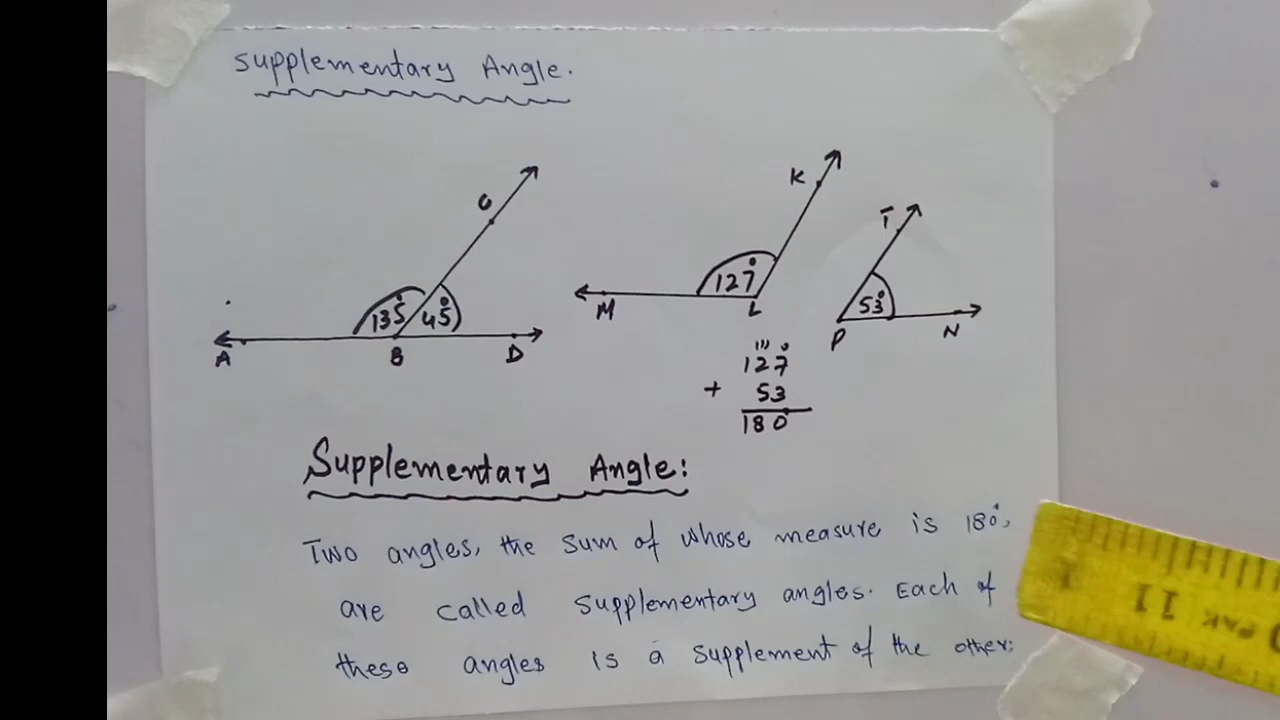 Supplementary Angle.
C
K
T
127°
135°
45°
53°
M
L
P
N
A
B
D
127°
+ 53
180
Supplementary Angle:
Two angles, the sum of whose measure is 180°,
are called supplementary angles. Each of
these angles is a supplement of the other;
11